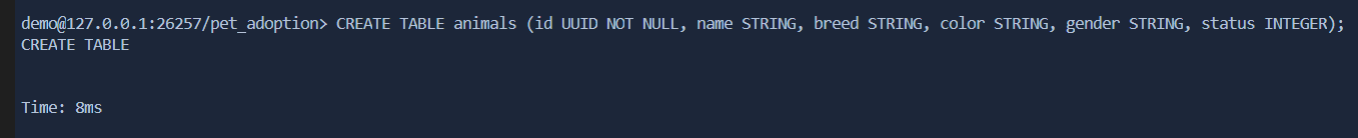 demo@127.0.0.1:26257/pet_adoption> CREATE TABLE animals (id UUID NOT NULL, name STRING, breed STRING, color STRING, gender STRING, status INTEGER);
CREATE TABLE
Time: 8ms